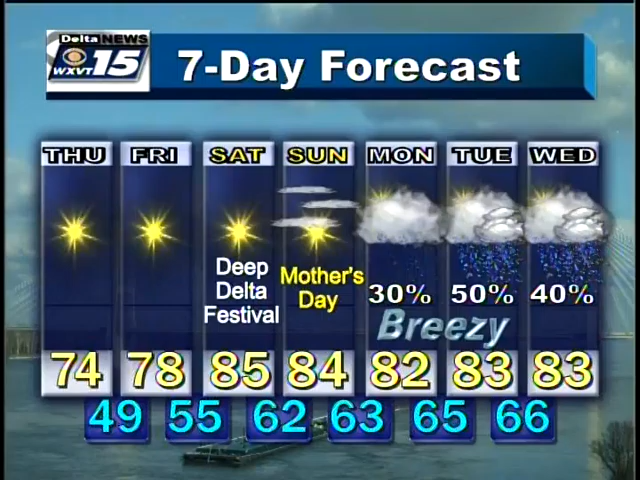 Delta NEWS
WXVT 15
7-Day Forecast
THU FRI SAT SUN MON TUE WED
Deep
Delta
Festival
Mother's
Day
30% 50% 40%
Breezy
74 78 85 84 82 83 83
49 55 62 63 65 66